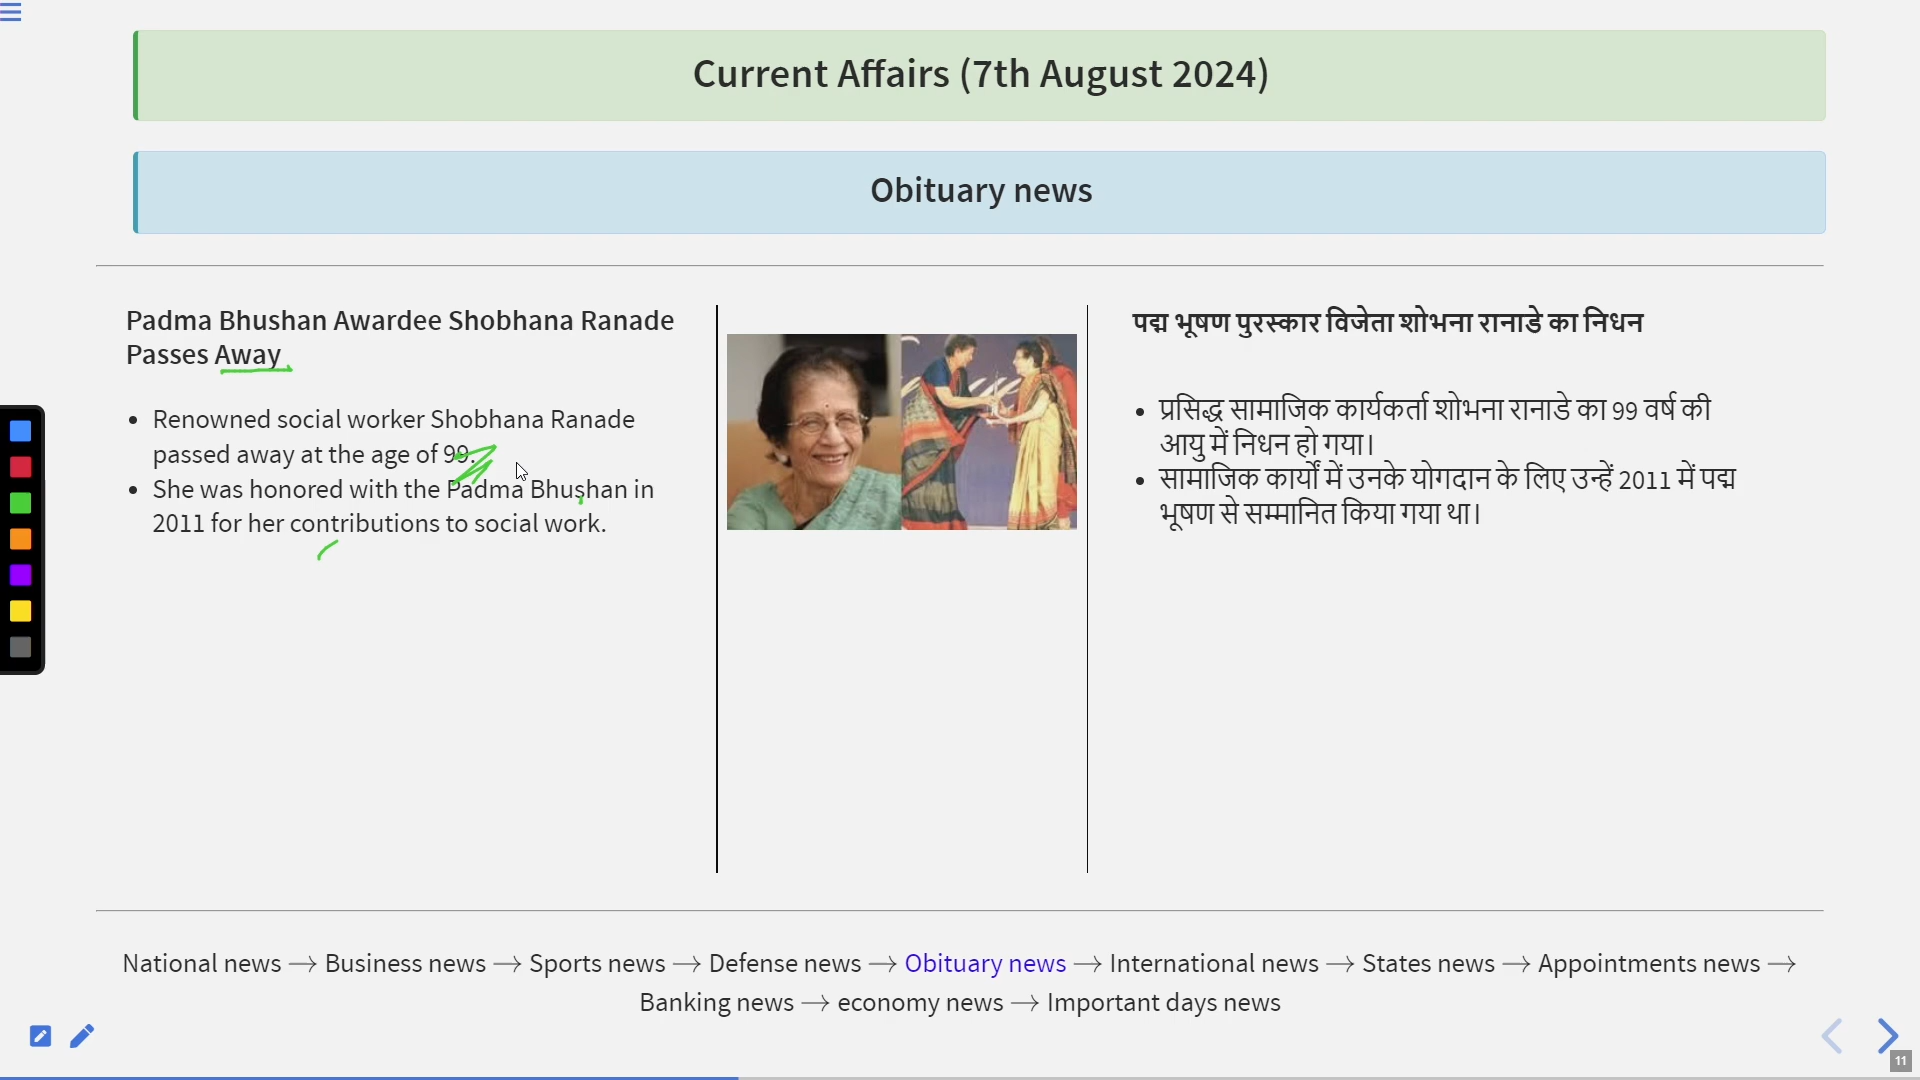 Current Affairs (7th August 2024)
Obituary news
Padma Bhushan Awardee Shobhana Ranade
Passes Away
Renowned social worker Shobhana Ranade
passed away at the age of 99.
She was honored with the Padma Bhushan in
2011 for her contributions to social work.
पद्म भूषण पुरस्कार विजेता शोभना रानाडे का निधन
प्रसिद्ध सामाजिक कार्यकर्ता शोभना रानाडे का 99 वर्ष की
आयु में निधन हो गया।
सामाजिक कार्यों में उनके योगदान के लिए उन्हें 2011 में पद्म
भूषण से सम्मानित किया गया था।
National news → Business news → Sports news → Defense news → Obituary news → International news → States news → Appointments news →
Banking news → economy news → Important days news
11